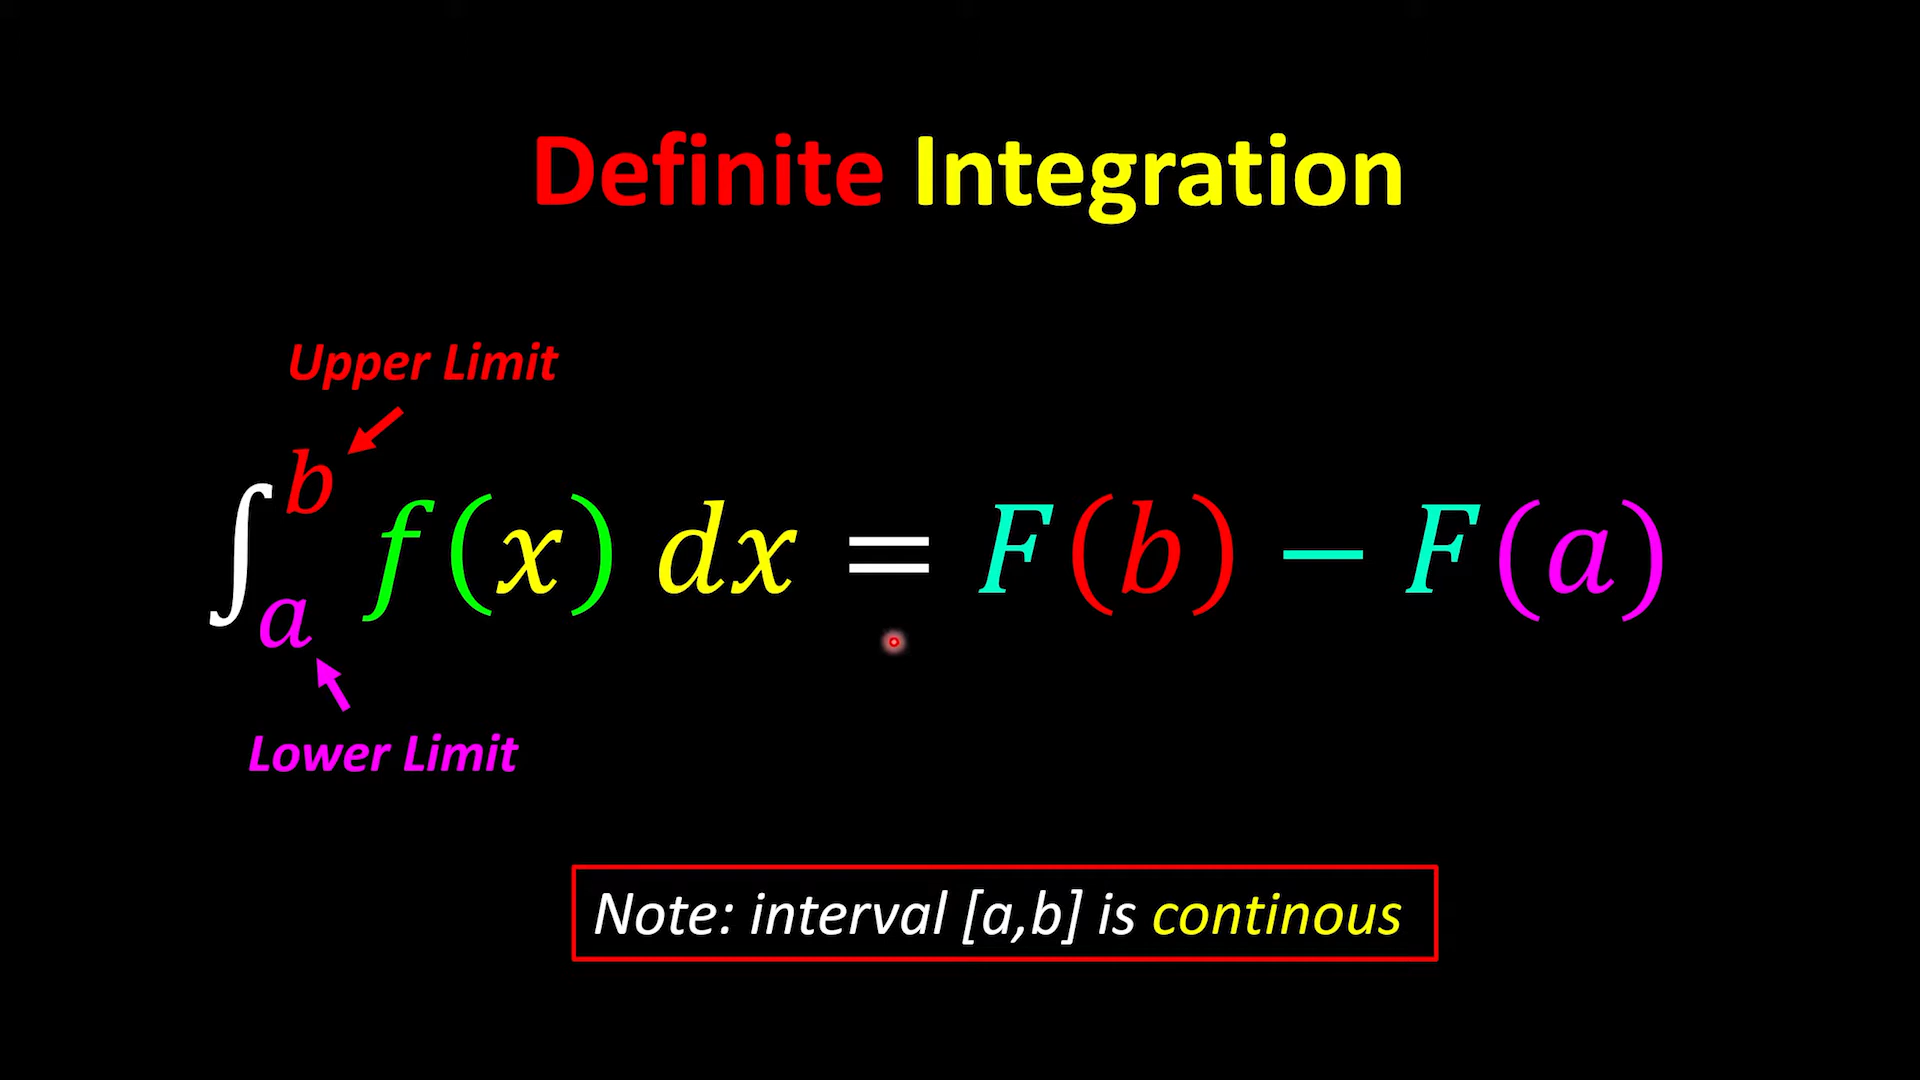 Definite Integration
Upper Limit
∫ₐᵇ f(x) dx = F(b) − F(a)
Lower Limit
Note: interval [a,b] is continous